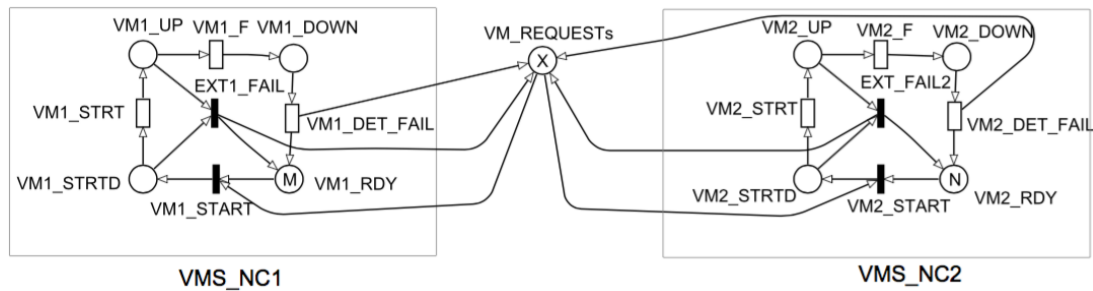 VM1_UP
VM1_F
VM1_DOWN
VM_REQUESTs
VM2_UP
VM2_F
VM2_DOWN
EXT1_FAIL
X
EXT_FAIL2
VM1_STRT
VM1_DET_FAIL
VM2_STRT
VM2_DET_FAIL
M
N
VM1_STRTD
VM1_RDY
VM2_STRTD
VM2_RDY
VM1_START
VM2_START
VMS_NC1
VMS_NC2